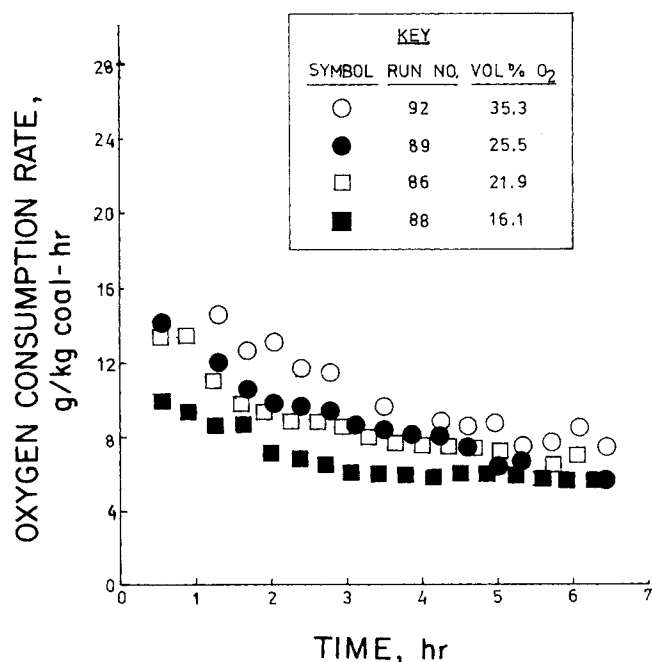 KEY
SYMBOL RUN NO. VOL % O2
92 35.3
89 25.5
86 21.9
88 16.1
OXYGEN CONSUMPTION RATE,
g/kg coal-hr
28
24
20
16
12
8
4
0
0 1 2 3 4 5 6 7
TIME, hr